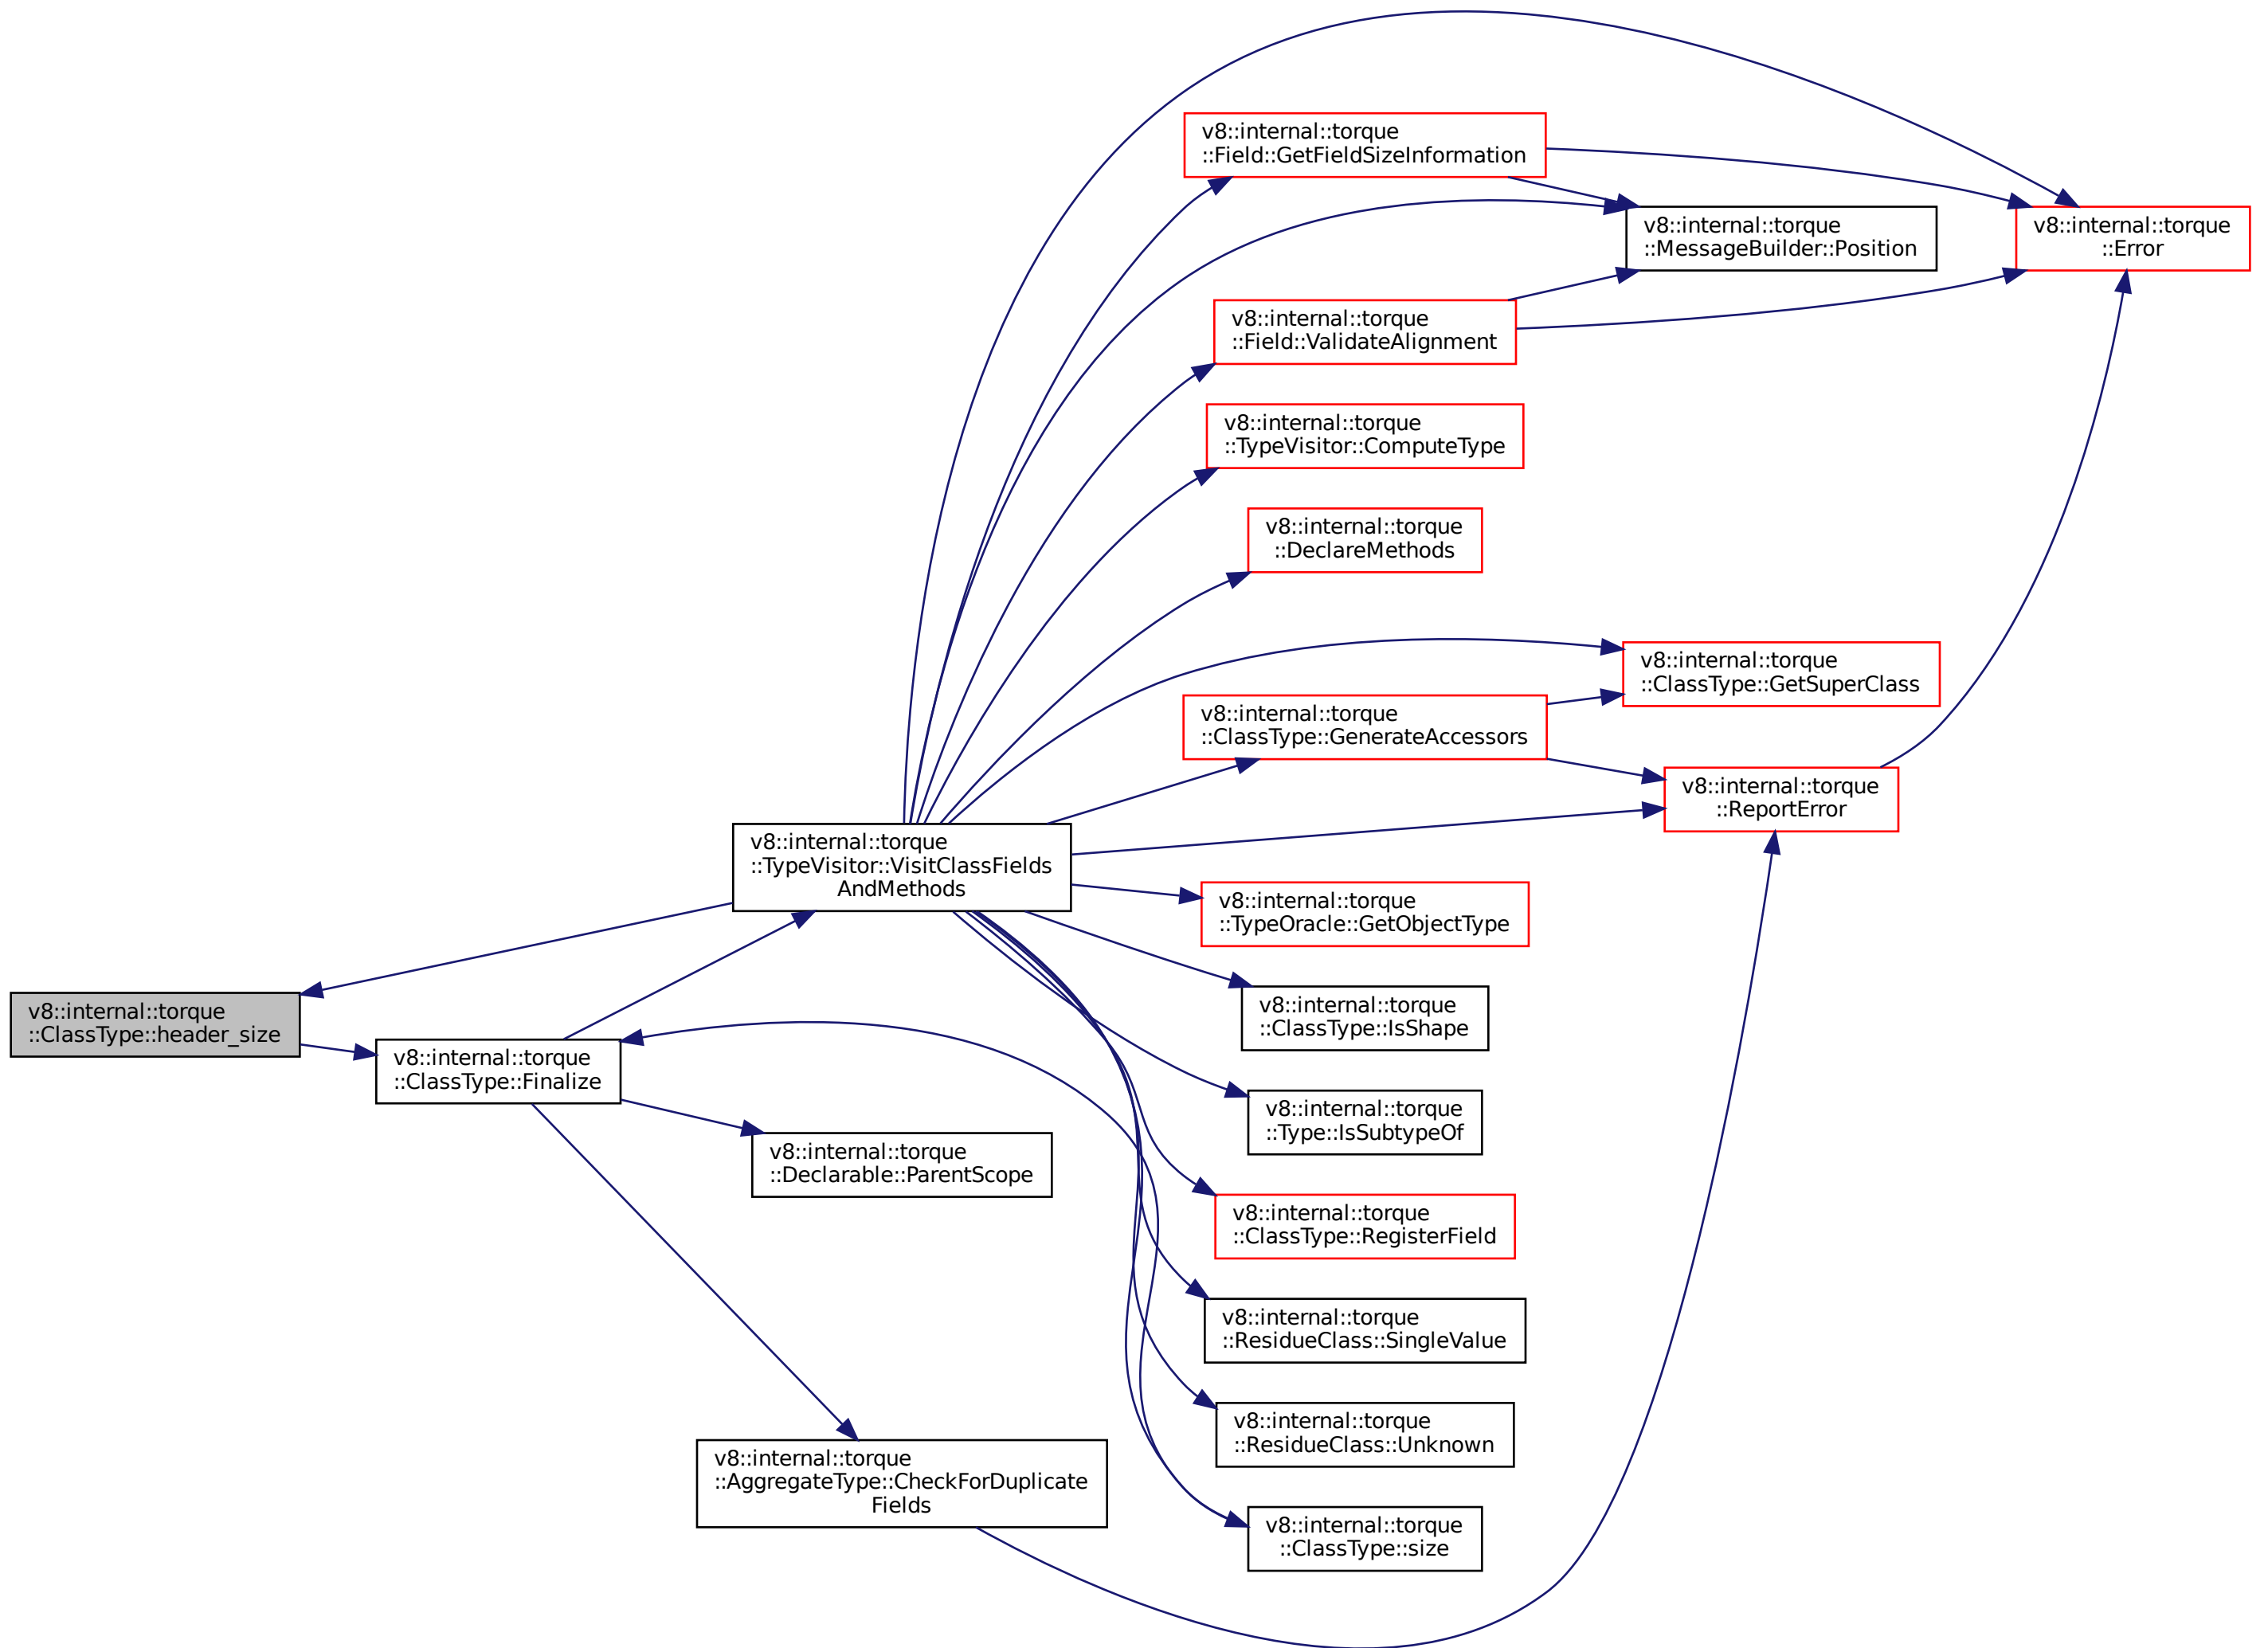 v8::internal::torque
::Field::GetFieldSizeInformation
v8::internal::torque
::MessageBuilder::Position
v8::internal::torque
::Error
v8::internal::torque
::Field::ValidateAlignment
v8::internal::torque
::TypeVisitor::ComputeType
v8::internal::torque
::DeclareMethods
v8::internal::torque
::ClassType::GetSuperClass
v8::internal::torque
::ClassType::GenerateAccessors
v8::internal::torque
::ReportError
v8::internal::torque
::TypeVisitor::VisitClassFields
AndMethods
v8::internal::torque
::TypeOracle::GetObjectType
v8::internal::torque
::ClassType::header_size
v8::internal::torque
::ClassType::IsShape
v8::internal::torque
::ClassType::Finalize
v8::internal::torque
::Type::IsSubtypeOf
v8::internal::torque
::Declarable::ParentScope
v8::internal::torque
::ClassType::RegisterField
v8::internal::torque
::ResidueClass::SingleValue
v8::internal::torque
::ResidueClass::Unknown
v8::internal::torque
::AggregateType::CheckForDuplicate
Fields
v8::internal::torque
::ClassType::size